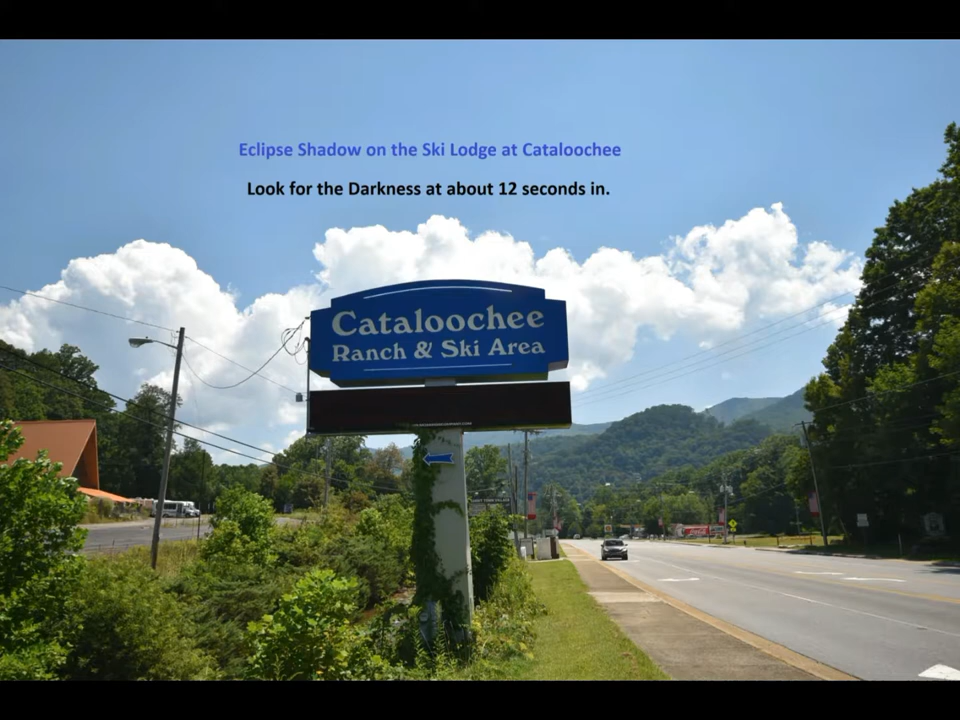 Eclipse Shadow on the Ski Lodge at Cataloochee
Look for the Darkness at about 12 seconds in.
Cataloochee
Ranch & Ski Area